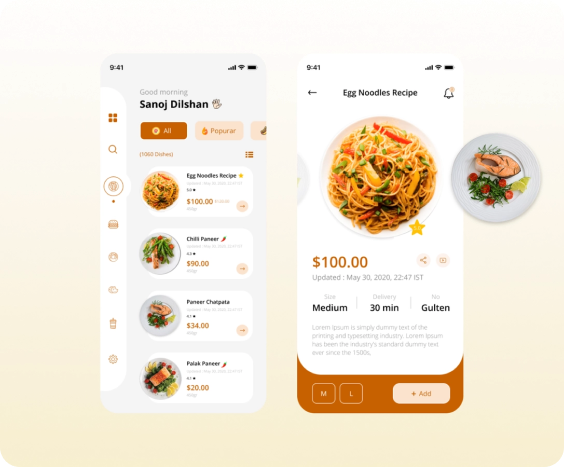 9:41
Good morning
Sanoj Dilshan
All
Popurar
(1060 Dishes)
Egg Noodles Recipe
$100.00
Chilli Paneer
$90.00
Paneer Chatpata
$34.00
Palak Paneer
$20.00
9:41
Egg Noodles Recipe
$100.00
Updated : May 30, 2020, 22:47 IST
Size
Delivery
No
Medium
30 min
Gulten
Lorem Ipsum is simply dummy text of the
printing and typesetting industry. Lorem Ipsum
has been the industry's standard dummy text
ever since the 1500s,
M
L
+ Add